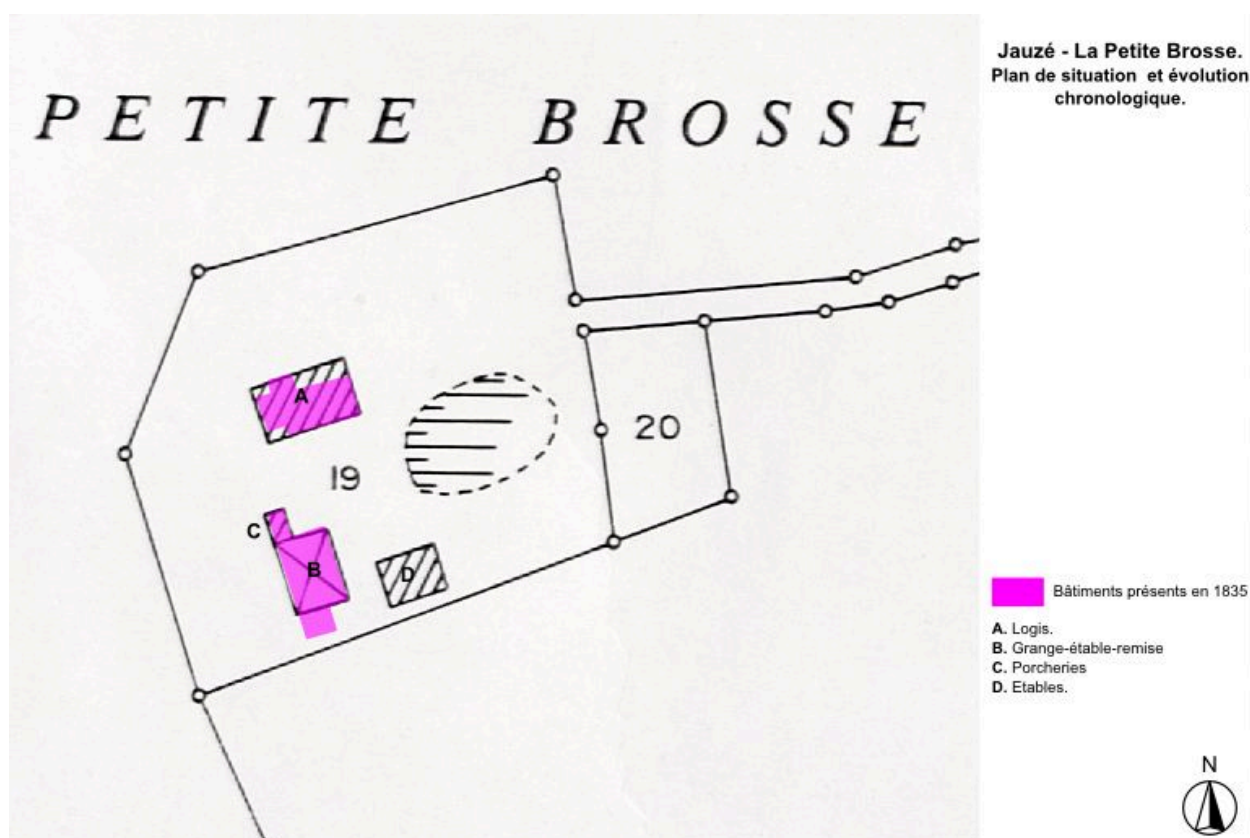 Jauzé - La Petite Brosse.
Plan de situation et évolution
chronologique.
PETITE BROSSE
A
19
20
C
B
D
Bâtiments présents en 1835
A. Logis.
B. Grange-étable-remise
C. Porcheries
D. Etables.
N